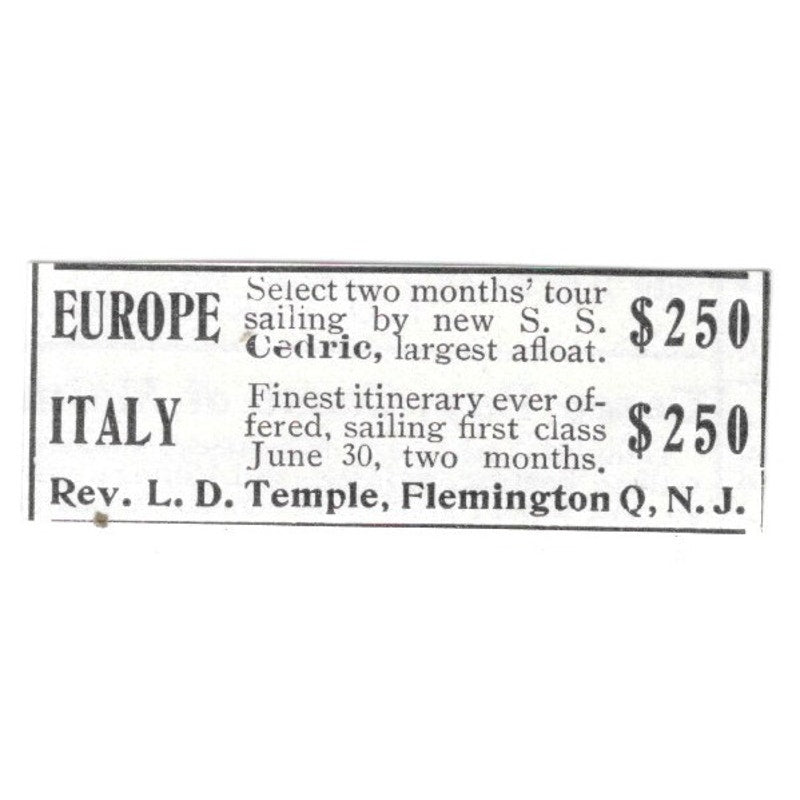 EUROPE Select two months' tour
sailing by new S. S.
Cedric, largest afloat. $250
ITALY Finest itinerary ever of-
fered, sailing first class
June 30, two months. $250
Rev. L. D. Temple, Flemington Q, N. J.